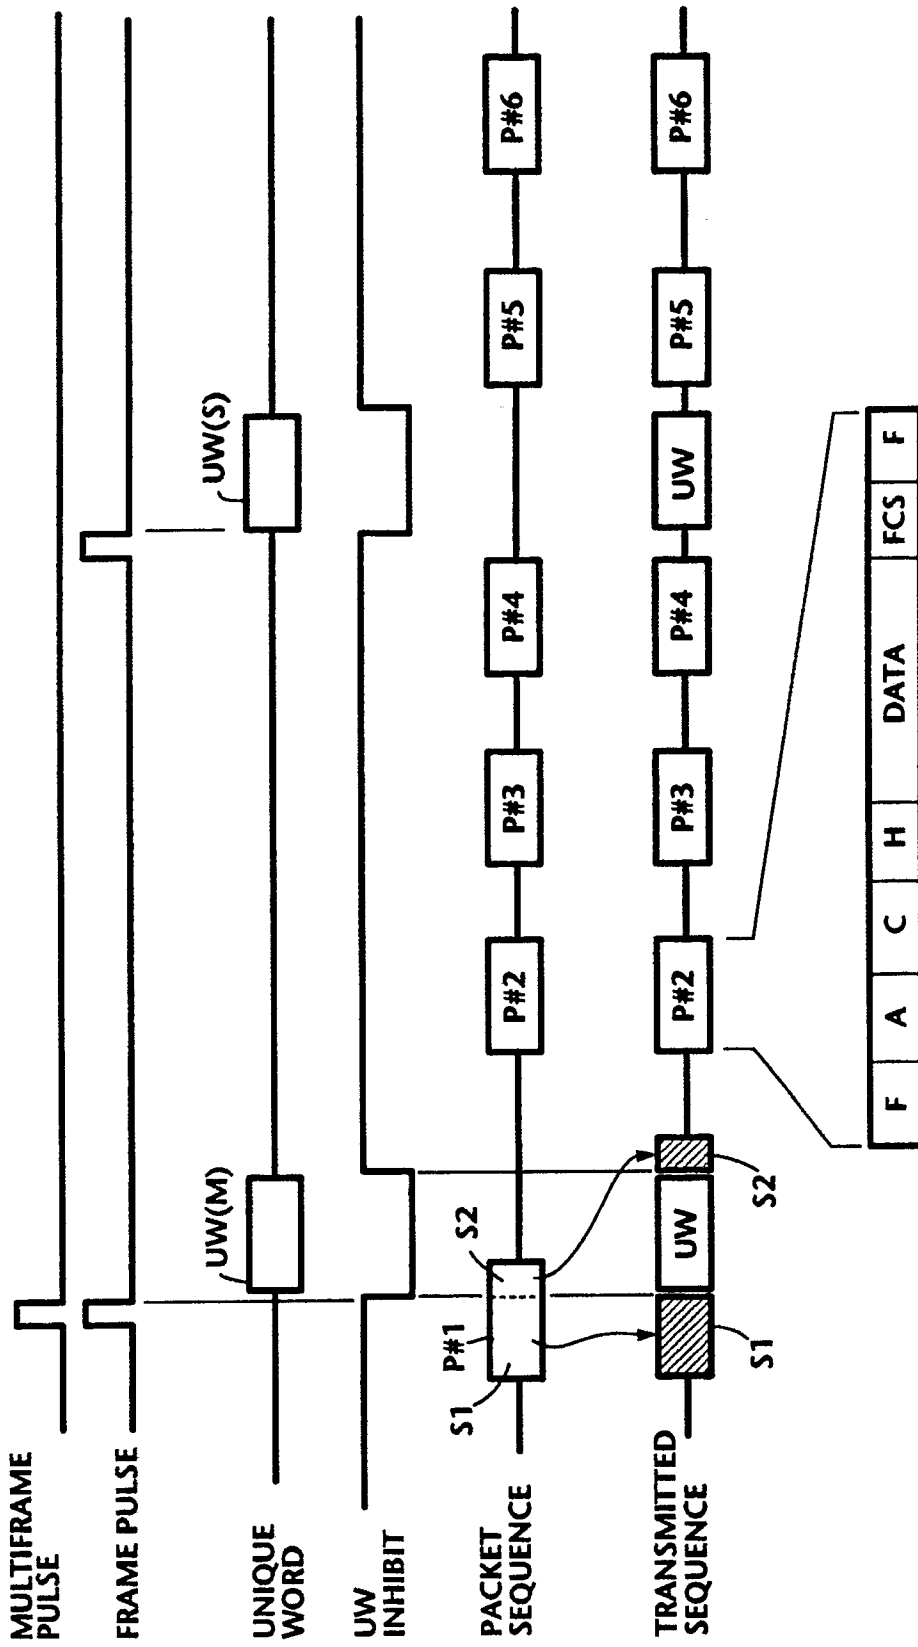 MULTIFRAME
PULSE
FRAME PULSE
UNIQUE
WORD
UW(M)
UW(S)
UW
INHIBIT
PACKET
SEQUENCE
S1
P#1
S2
P#2
P#3
P#4
P#5
P#6
TRANSMITTED
SEQUENCE
S1
UW
S2
P#2
P#3
P#4
UW
P#5
P#6
F A C H DATA FCS F